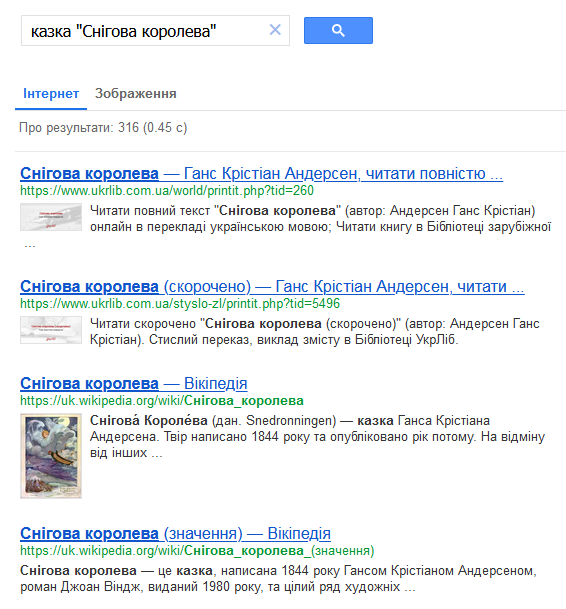 казка "Снігова королева"
Інтернет Зображення
Про результати: 316 (0.45 с)
Снігова королева — Ганс Крістіан Андерсен, читати повністю ...
https://www.ukrlib.com.ua/world/printit.php?tid=260
Читати повний текст "Снігова королева" (автор: Андерсен Ганс Крістіан)
онлайн в перекладі українською мовою; Читати книгу в Бібліотеці зарубіжної
...
Снігова королева (скорочено) — Ганс Крістіан Андерсен, читати ...
https://www.ukrlib.com.ua/styslo-zl/printit.php?tid=5496
Читати скорочено "Снігова королева (скорочено)" (автор: Андерсен Ганс
Крістіан). Стислий переказ, виклад змісту в Бібліотеці УкрЛіб.
Снігова королева — Вікіпедія
https://uk.wikipedia.org/wiki/Снігова_королева
Снігова́ Короле́ва (дан. Snedronningen) — казка Ганса Крістіана
Андерсена. Твір написано 1844 року та опубліковано рік потому. На відміну
від інших ...
Снігова королева (значення) — Вікіпедія
https://uk.wikipedia.org/wiki/Снігова_королева_(значення)
Снігова королева — це казка, написана 1844 року Гансом Крістіаном Андерсеном,
роман Джоан Віндж, виданий 1980 року, та цілий ряд художніх ...